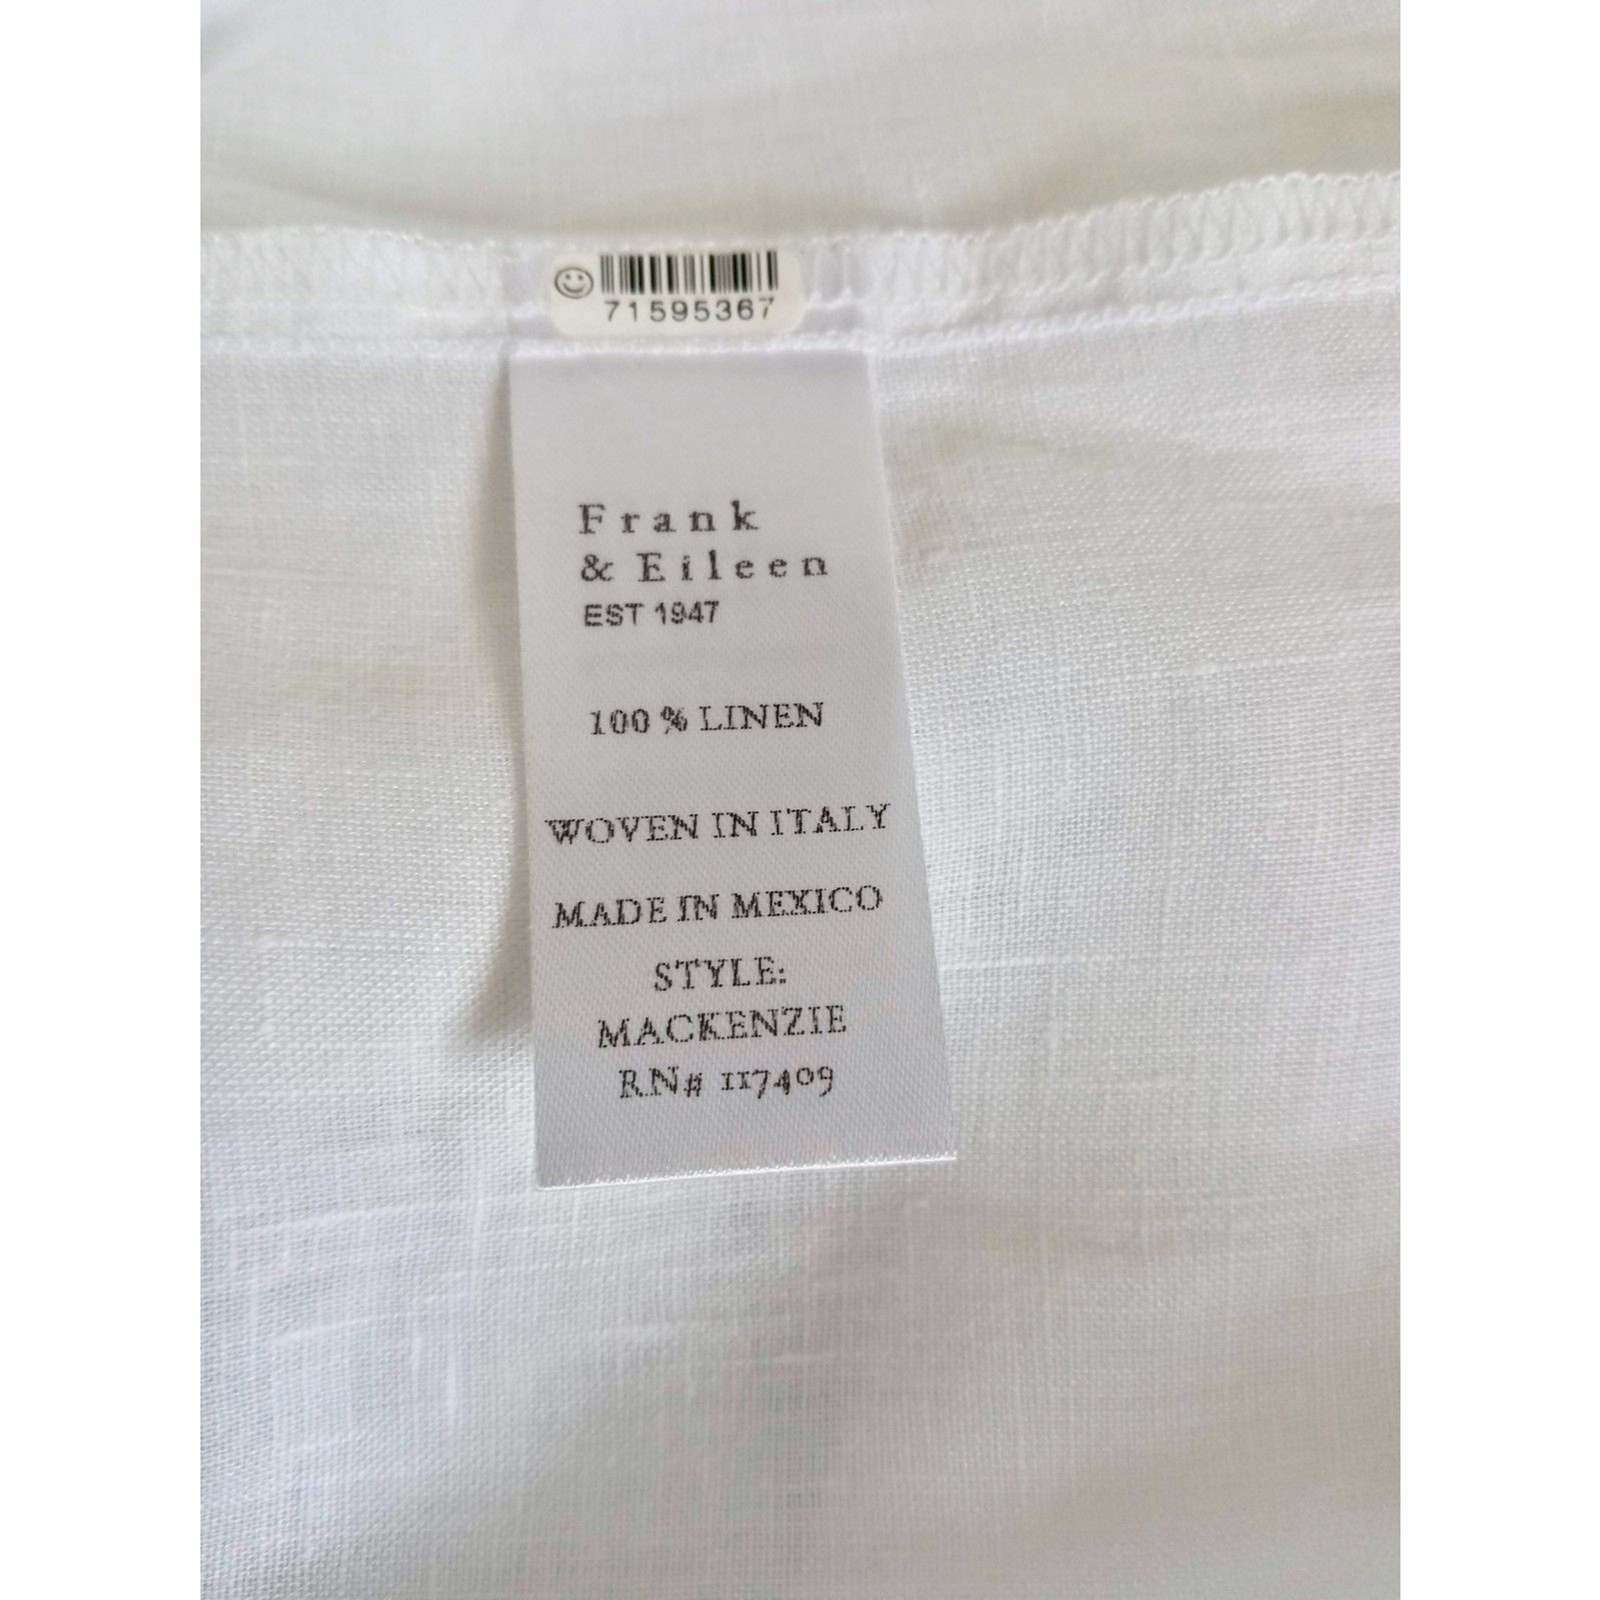 71595367
Frank
& Eileen
EST 1947
100 % LINEN
WOVEN IN ITALY
MADE IN MEXICO
STYLE:
MACKENZIE
RN# 117409